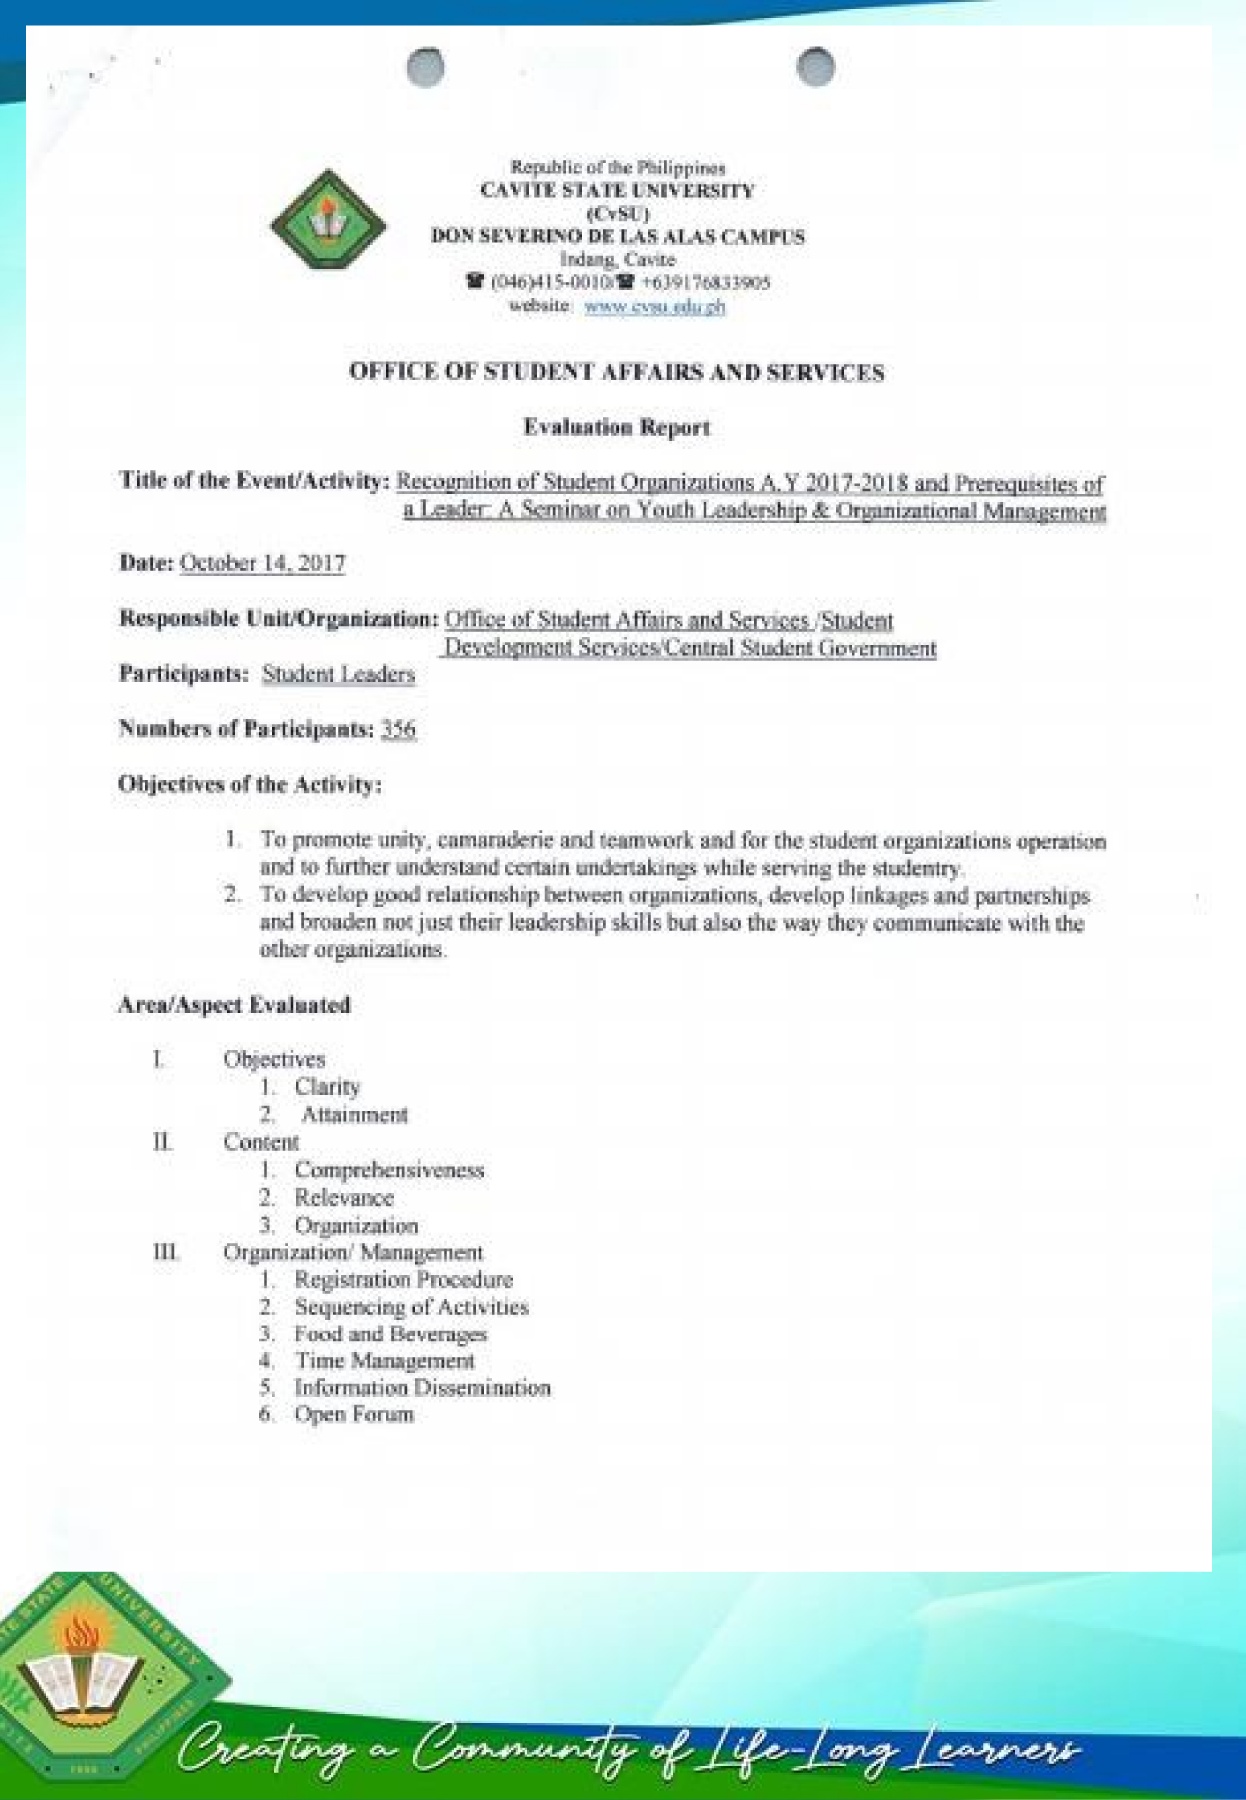 Republic of the Philippines
CAVITE STATE UNIVERSITY
(CvSU)
DON SEVERINO DE LAS ALAS CAMPUS
Indang, Cavite
☎ (046)415-0010/☎ +639176833905
website: www.cvsu.edu.ph
OFFICE OF STUDENT AFFAIRS AND SERVICES
Evaluation Report
Title of the Event/Activity: Recognition of Student Organizations A.Y 2017-2018 and Prerequisites of
a Leader: A Seminar on Youth Leadership & Organizational Management
Date: October 14, 2017
Responsible Unit/Organization: Office of Student Affairs and Services /Student
Development Services/Central Student Government
Participants: Student Leaders
Numbers of Participants: 356
Objectives of the Activity:
1. To promote unity, camaraderie and teamwork and for the student organizations operation
and to further understand certain undertakings while serving the studentry.
2. To develop good relationship between organizations, develop linkages and partnerships
and broaden not just their leadership skills but also the way they communicate with the
other organizations.
Area/Aspect Evaluated
I. Objectives
1. Clarity
2. Attainment
II. Content
1. Comprehensiveness
2. Relevance
3. Organization
III. Organization/ Management
1. Registration Procedure
2. Sequencing of Activities
3. Food and Beverages
4. Time Management
5. Information Dissemination
6. Open Forum
STATE UNIVERSITY
PHILIPPINES
Creating a Community of Life-Long Learners